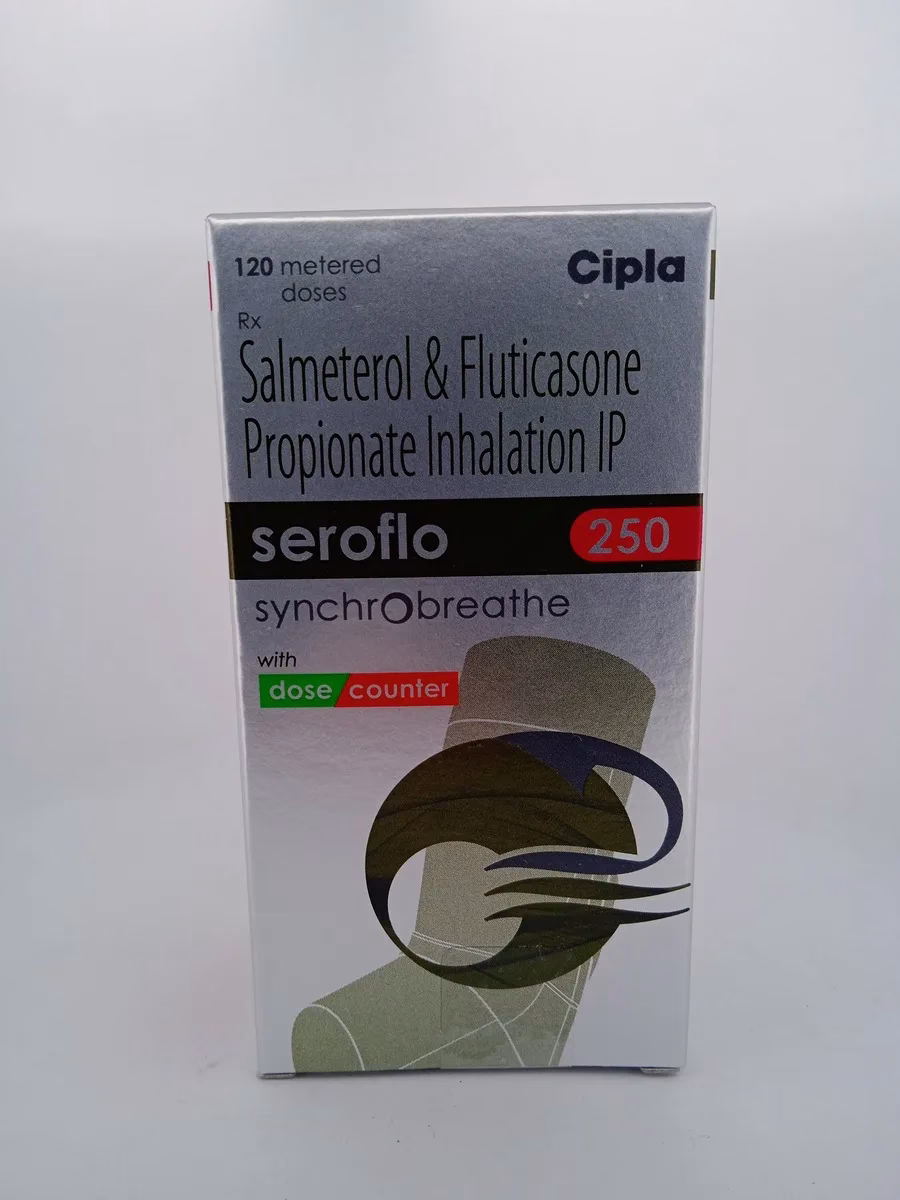 120 metered
doses
Cipla
Rx
Salmeterol & Fluticasone
Propionate Inhalation IP
seroflo
250
synchrobreathe
with
dose counter